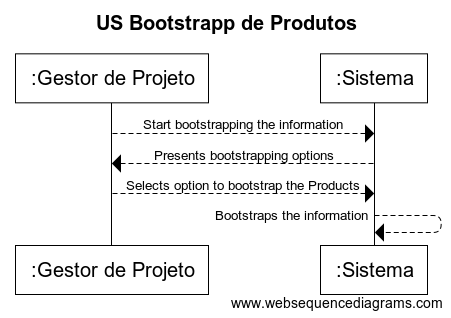 US Bootstrapp de Produtos
:Gestor de Projeto
:Sistema
Start bootstrapping the information
Presents bootstrapping options
Selects option to bootstrap the Products
Bootstraps the information
:Gestor de Projeto
:Sistema
www.websequencediagrams.com